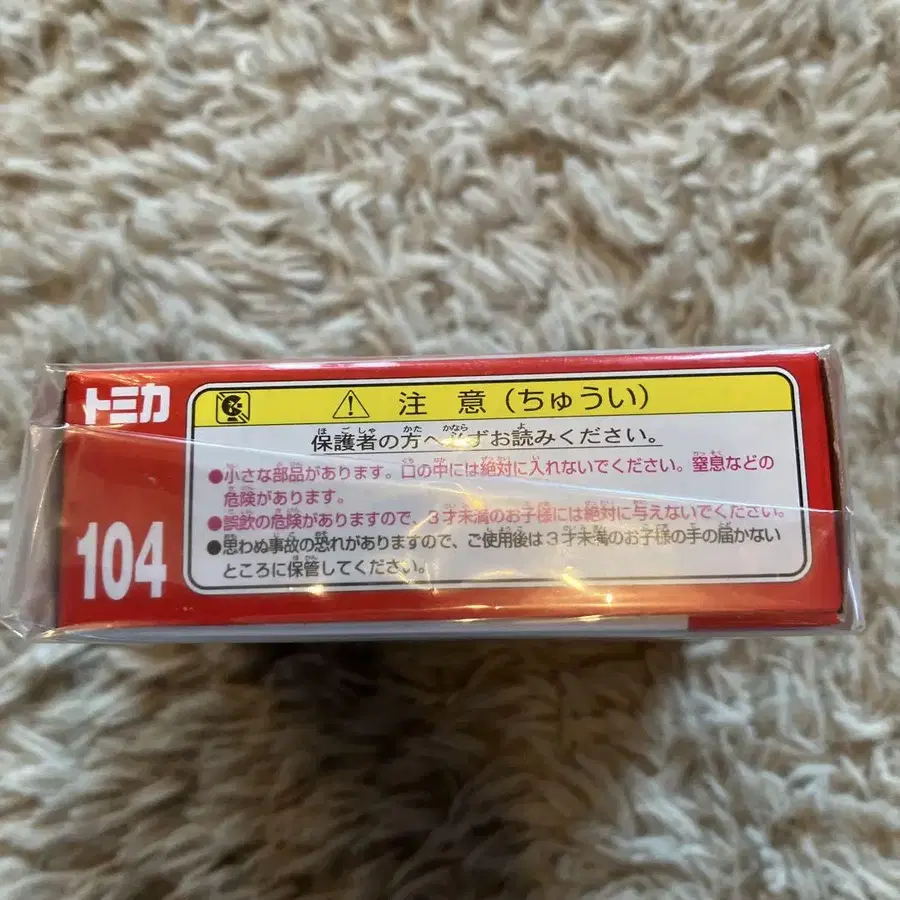 トミカ
104
注意(ちゅうい)
保護者の方へ必ずお読みください。
●小さな部品があります。口の中には絶対に入れないでください。窒息などの
危険があります。
●誤飲の危険がありますので、3才未満のお子様には絶対に与えないでください。
●思わぬ事故の恐れがありますので、ご使用後は3才未満のお子様の手の届かない
ところに保管してください。